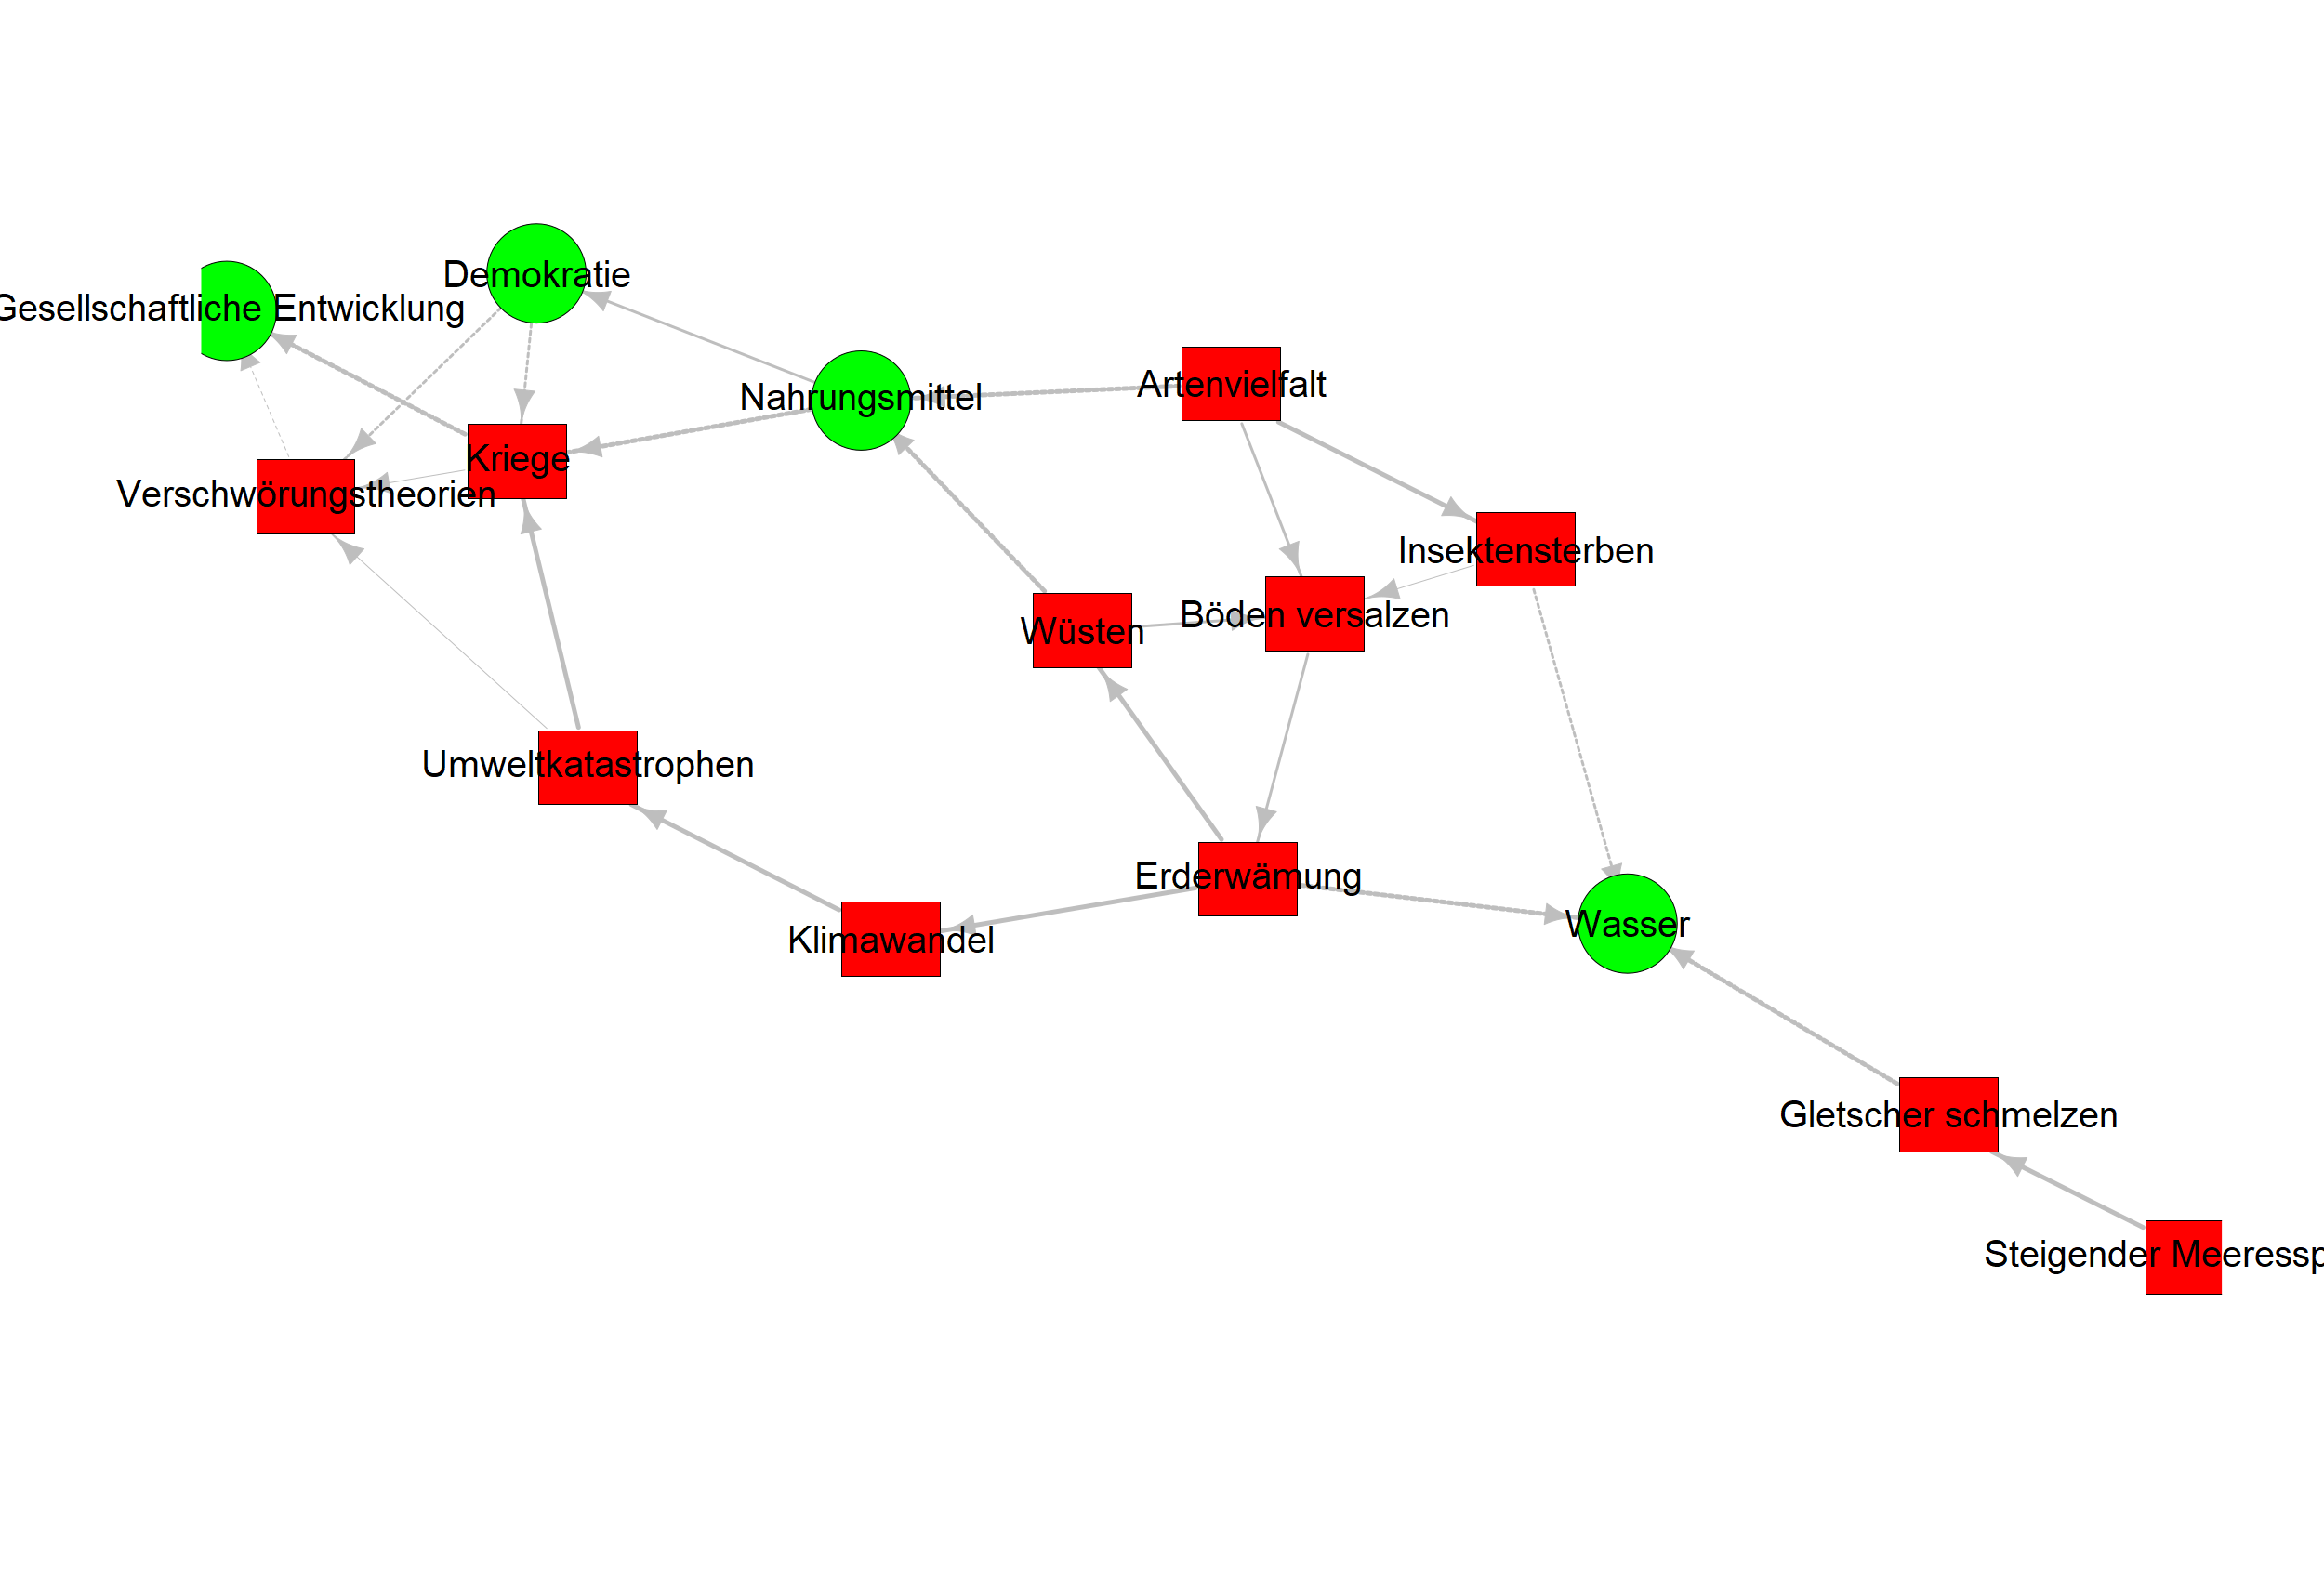 Demokratie
Gesellschaftliche Entwicklung
Artenvielfalt
Nahrungsmittel
Kriege
Verschwörungstheorien
Insektensterben
Böden versalzen
Wüsten
Umweltkatastrophen
Erderwämung
Wasser
Klimawandel
Gletscher schmelzen
Steigender Meeressp